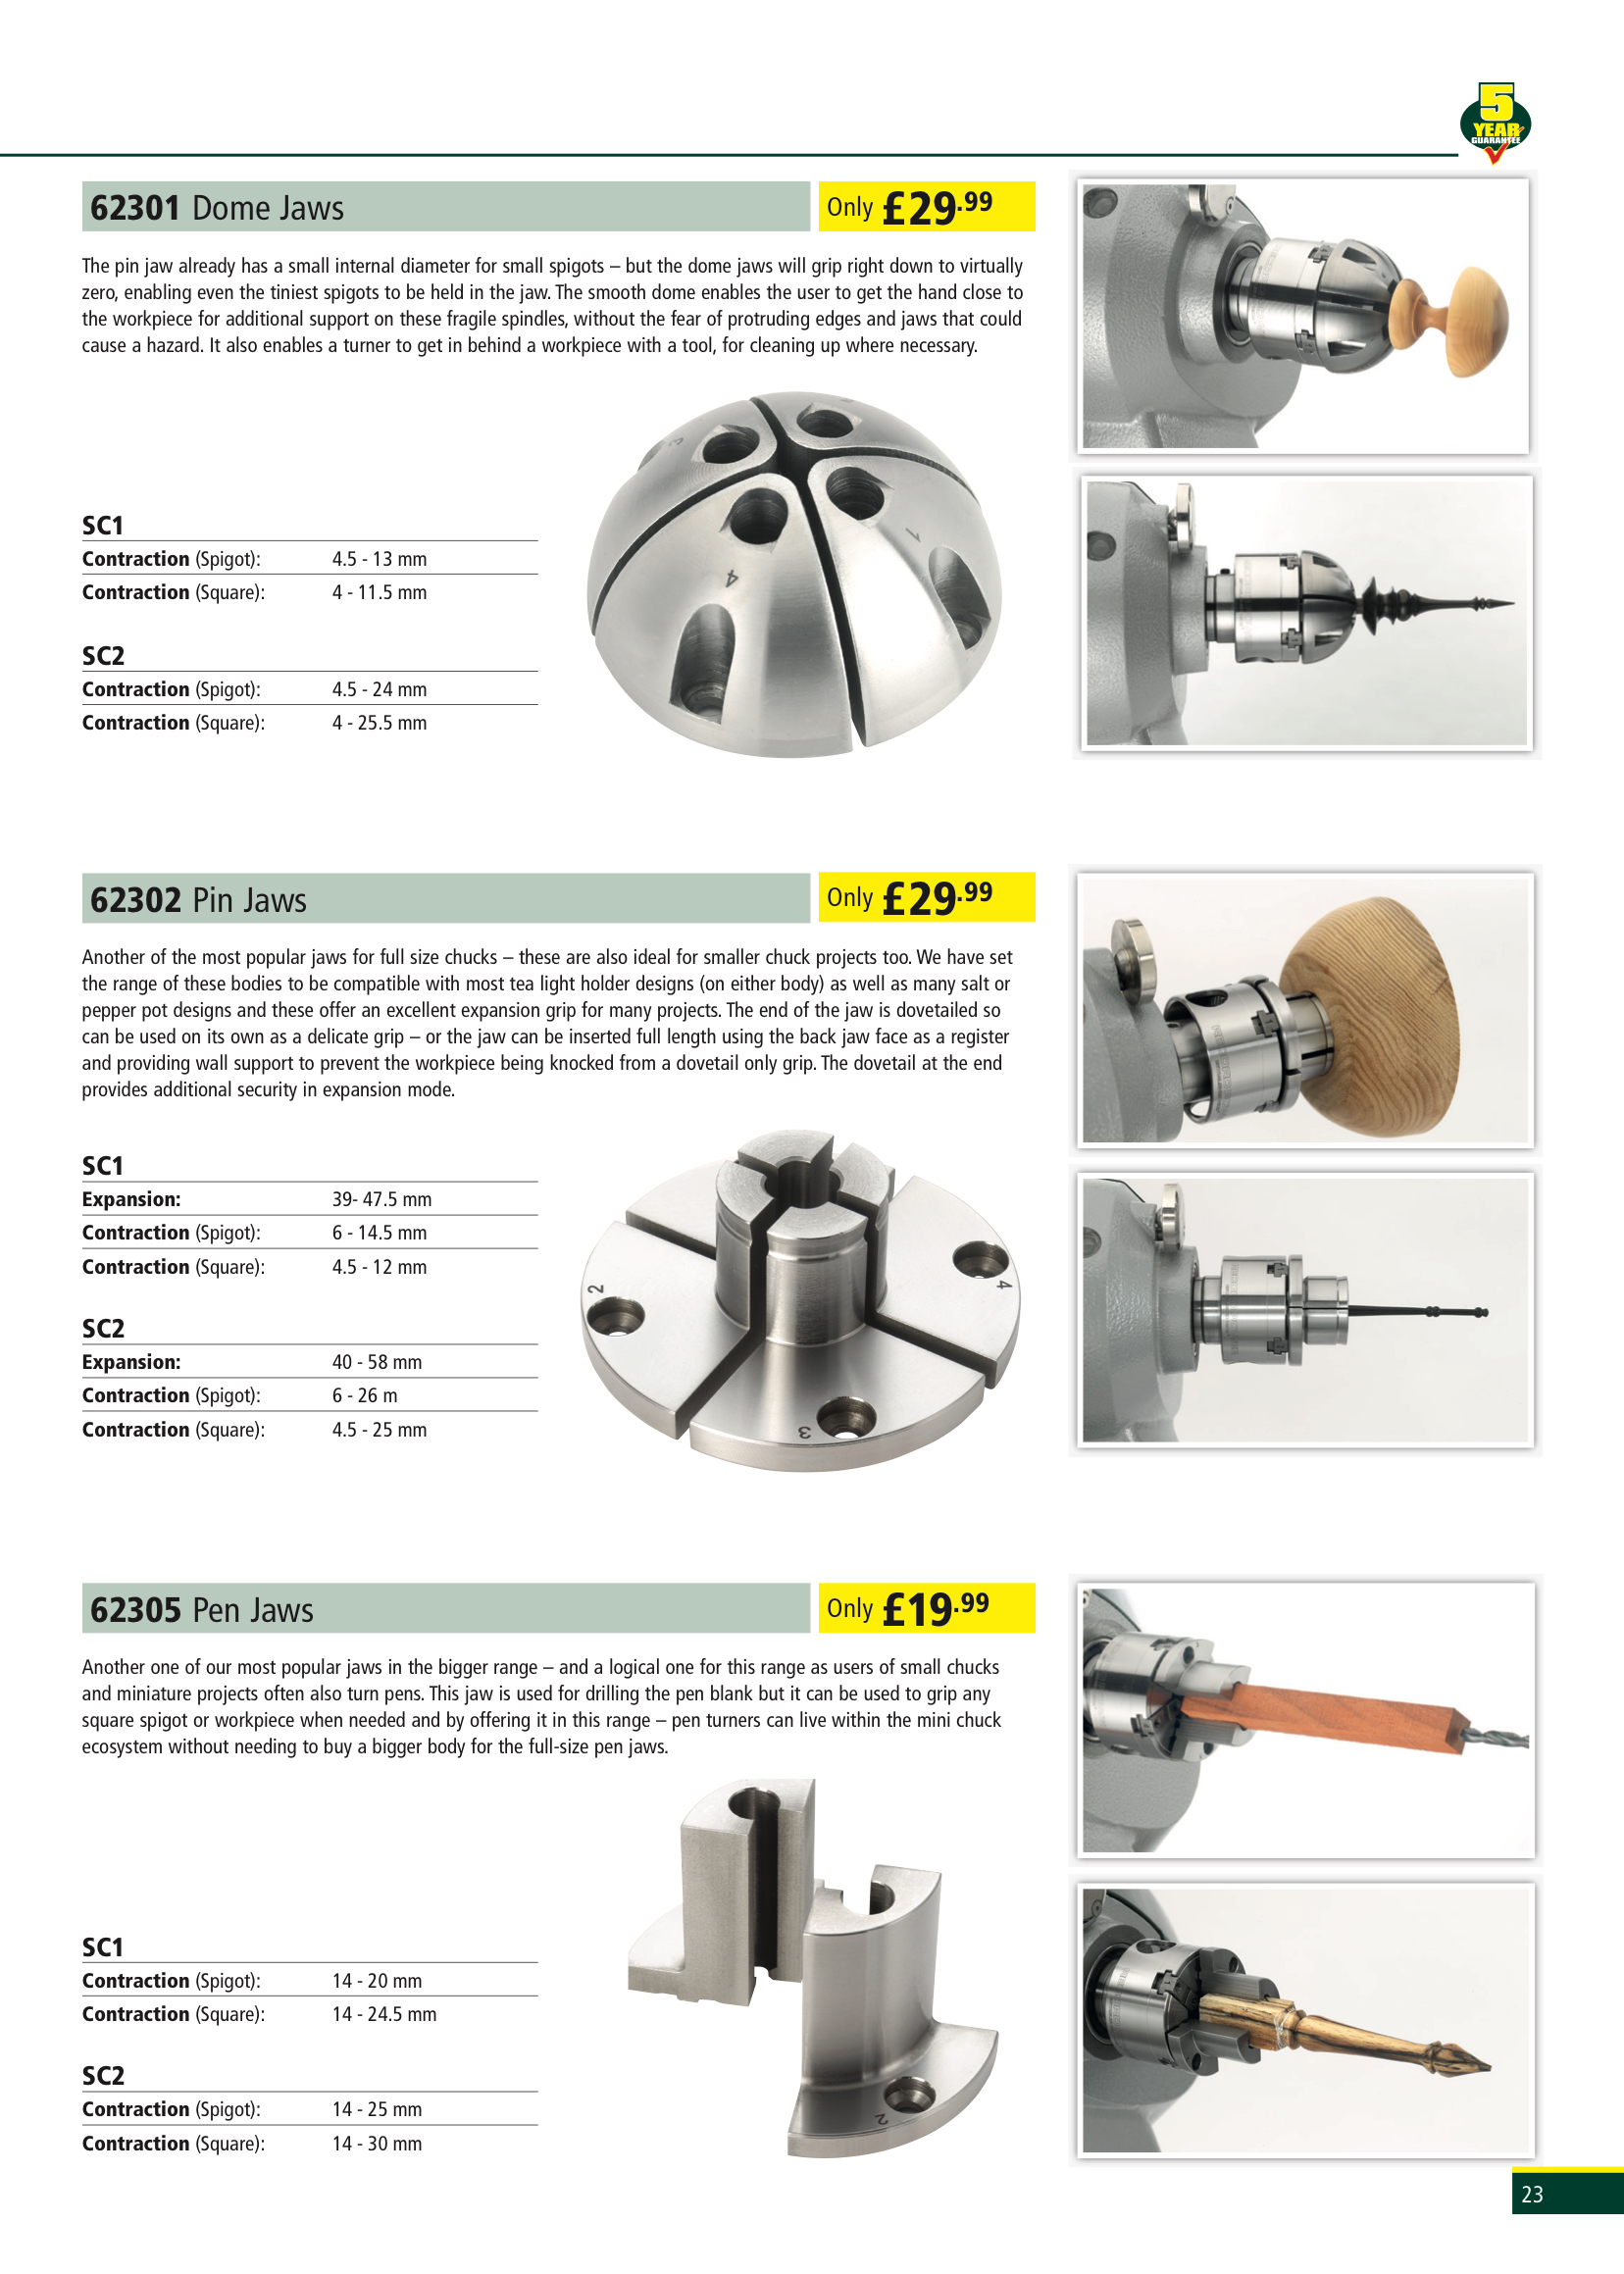 5
YEAR
GUARANTEE
62301 Dome Jaws
Only £29.99
The pin jaw already has a small internal diameter for small spigots – but the dome jaws will grip right down to virtually
zero, enabling even the tiniest spigots to be held in the jaw. The smooth dome enables the user to get the hand close to
the workpiece for additional support on these fragile spindles, without the fear of protruding edges and jaws that could
cause a hazard. It also enables a turner to get in behind a workpiece with a tool, for cleaning up where necessary.
3
1
4
SC1
Contraction (Spigot): 4.5 - 13 mm
Contraction (Square): 4 - 11.5 mm
SC2
Contraction (Spigot): 4.5 - 24 mm
Contraction (Square): 4 - 25.5 mm
62302 Pin Jaws
Only £29.99
Another of the most popular jaws for full size chucks – these are also ideal for smaller chuck projects too. We have set
the range of these bodies to be compatible with most tea light holder designs (on either body) as well as many salt or
pepper pot designs and these offer an excellent expansion grip for many projects. The end of the jaw is dovetailed so
can be used on its own as a delicate grip – or the jaw can be inserted full length using the back jaw face as a register
and providing wall support to prevent the workpiece being knocked from a dovetail only grip. The dovetail at the end
provides additional security in expansion mode.
SC1
Expansion: 39- 47.5 mm
Contraction (Spigot): 6 - 14.5 mm
Contraction (Square): 4.5 - 12 mm
SC2
Expansion: 40 - 58 mm
Contraction (Spigot): 6 - 26 m
Contraction (Square): 4.5 - 25 mm
2
4
3
62305 Pen Jaws
Only £19.99
Another one of our most popular jaws in the bigger range – and a logical one for this range as users of small chucks
and miniature projects often also turn pens. This jaw is used for drilling the pen blank but it can be used to grip any
square spigot or workpiece when needed and by offering it in this range – pen turners can live within the mini chuck
ecosystem without needing to buy a bigger body for the full-size pen jaws.
SC1
Contraction (Spigot): 14 - 20 mm
Contraction (Square): 14 - 24.5 mm
SC2
Contraction (Spigot): 14 - 25 mm
Contraction (Square): 14 - 30 mm
2
23